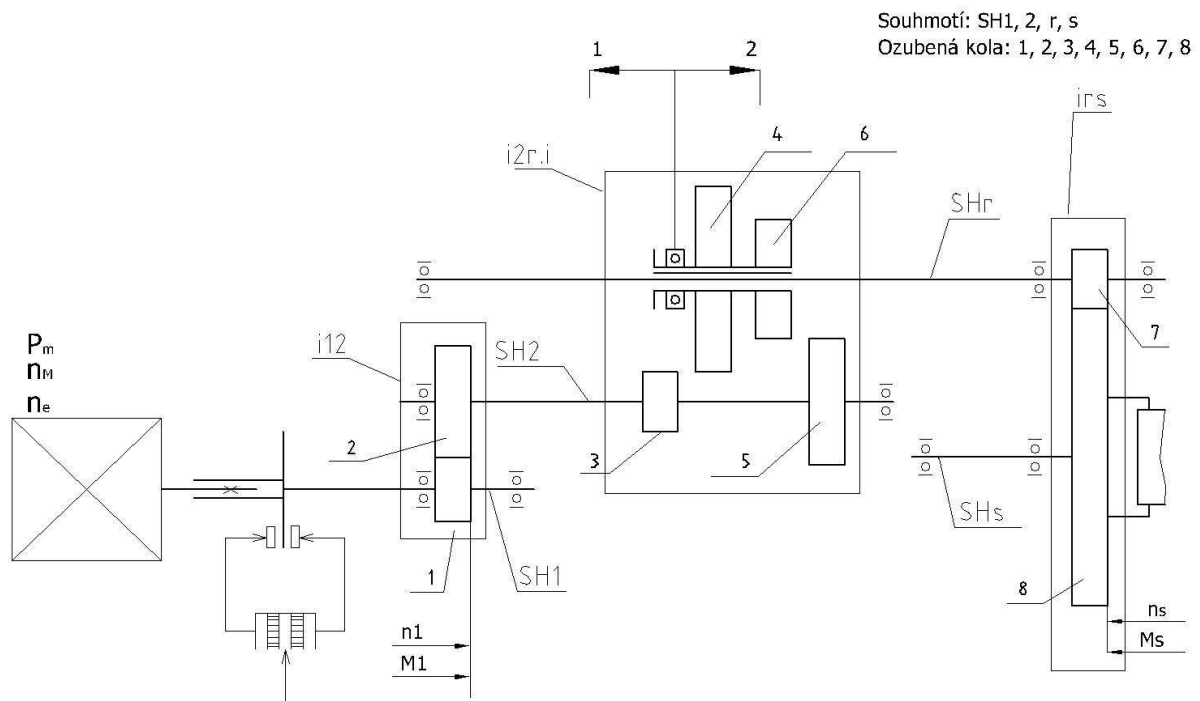 Souhmotí: SH1, 2, r, s
Ozubená kola: 1, 2, 3, 4, 5, 6, 7, 8
1
2
irs
4
6
i2r.i
SHr
7
Pm
nM
ne
i12
SH2
2
3
5
SHs
1
SH1
8
n1
M1
ns
Ms